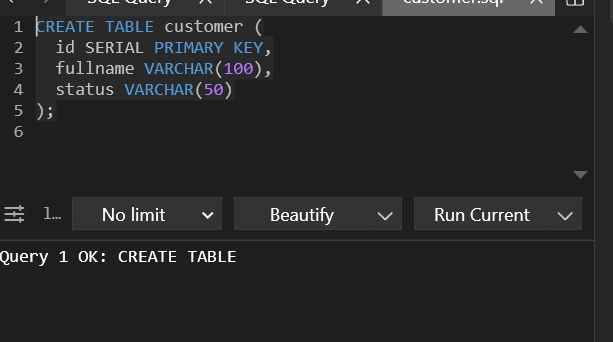 SQL Query SQL Query customer.sql
1 CREATE TABLE customer (
2 id SERIAL PRIMARY KEY,
3 fullname VARCHAR(100),
4 status VARCHAR(50)
5 );
6
No limit Beautify Run Current
Query 1 OK: CREATE TABLE